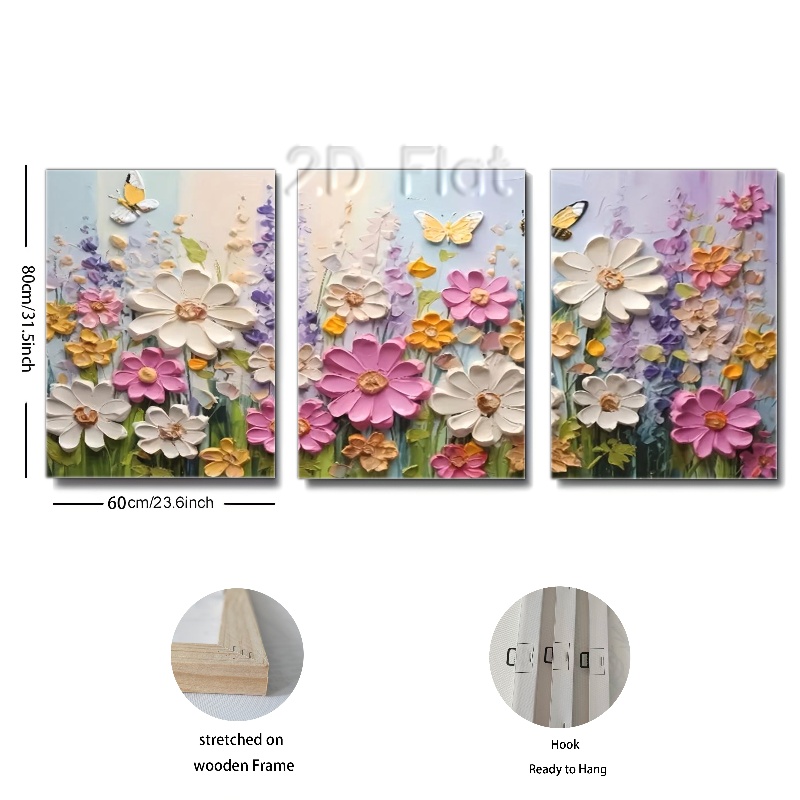 2D Flat
80cm/31.5inch
60cm/23.6inch
stretched on
wooden Frame
Hook
Ready to Hang